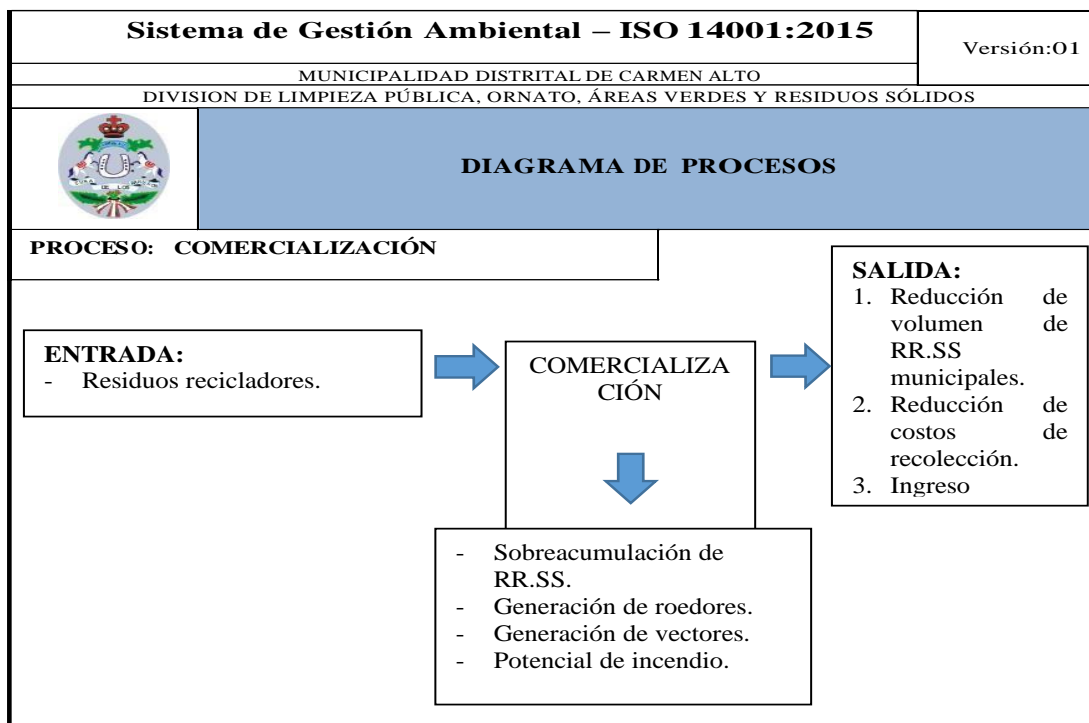 Sistema de Gestión Ambiental – ISO 14001:2015
Versión:01
MUNICIPALIDAD DISTRITAL DE CARMEN ALTO
DIVISION DE LIMPIEZA PÚBLICA, ORNATO, ÁREAS VERDES Y RESIDUOS SÓLIDOS
DIAGRAMA DE PROCESOS
PROCESO: COMERCIALIZACIÓN
ENTRADA:
- Residuos recicladores.
COMERCIALIZA
CIÓN
SALIDA:
1. Reducción de
volumen de
RR.SS
municipales.
2. Reducción de
costos de
recolección.
3. Ingreso
- Sobreacumulación de
RR.SS.
- Generación de roedores.
- Generación de vectores.
- Potencial de incendio.